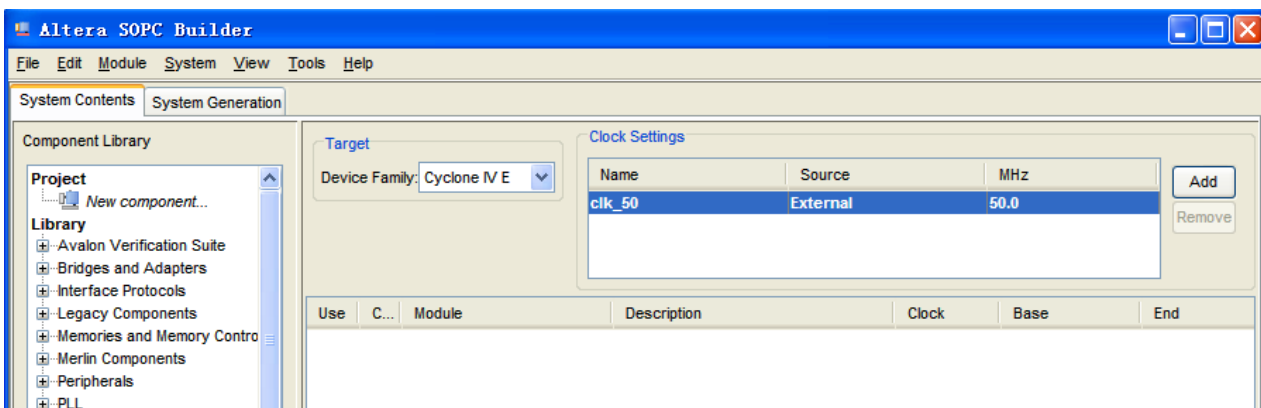 Altera SOPC Builder
File Edit Module System View Tools Help
System Contents System Generation
Component Library
Project
New component...
Library
Avalon Verification Suite
Bridges and Adapters
Interface Protocols
Legacy Components
Memories and Memory Contro
Merlin Components
Peripherals
PLL
Target
Device Family: Cyclone IV E
Clock Settings
Name Source MHz
clk_50 External 50.0
Add
Remove
Use C... Module Description Clock Base End